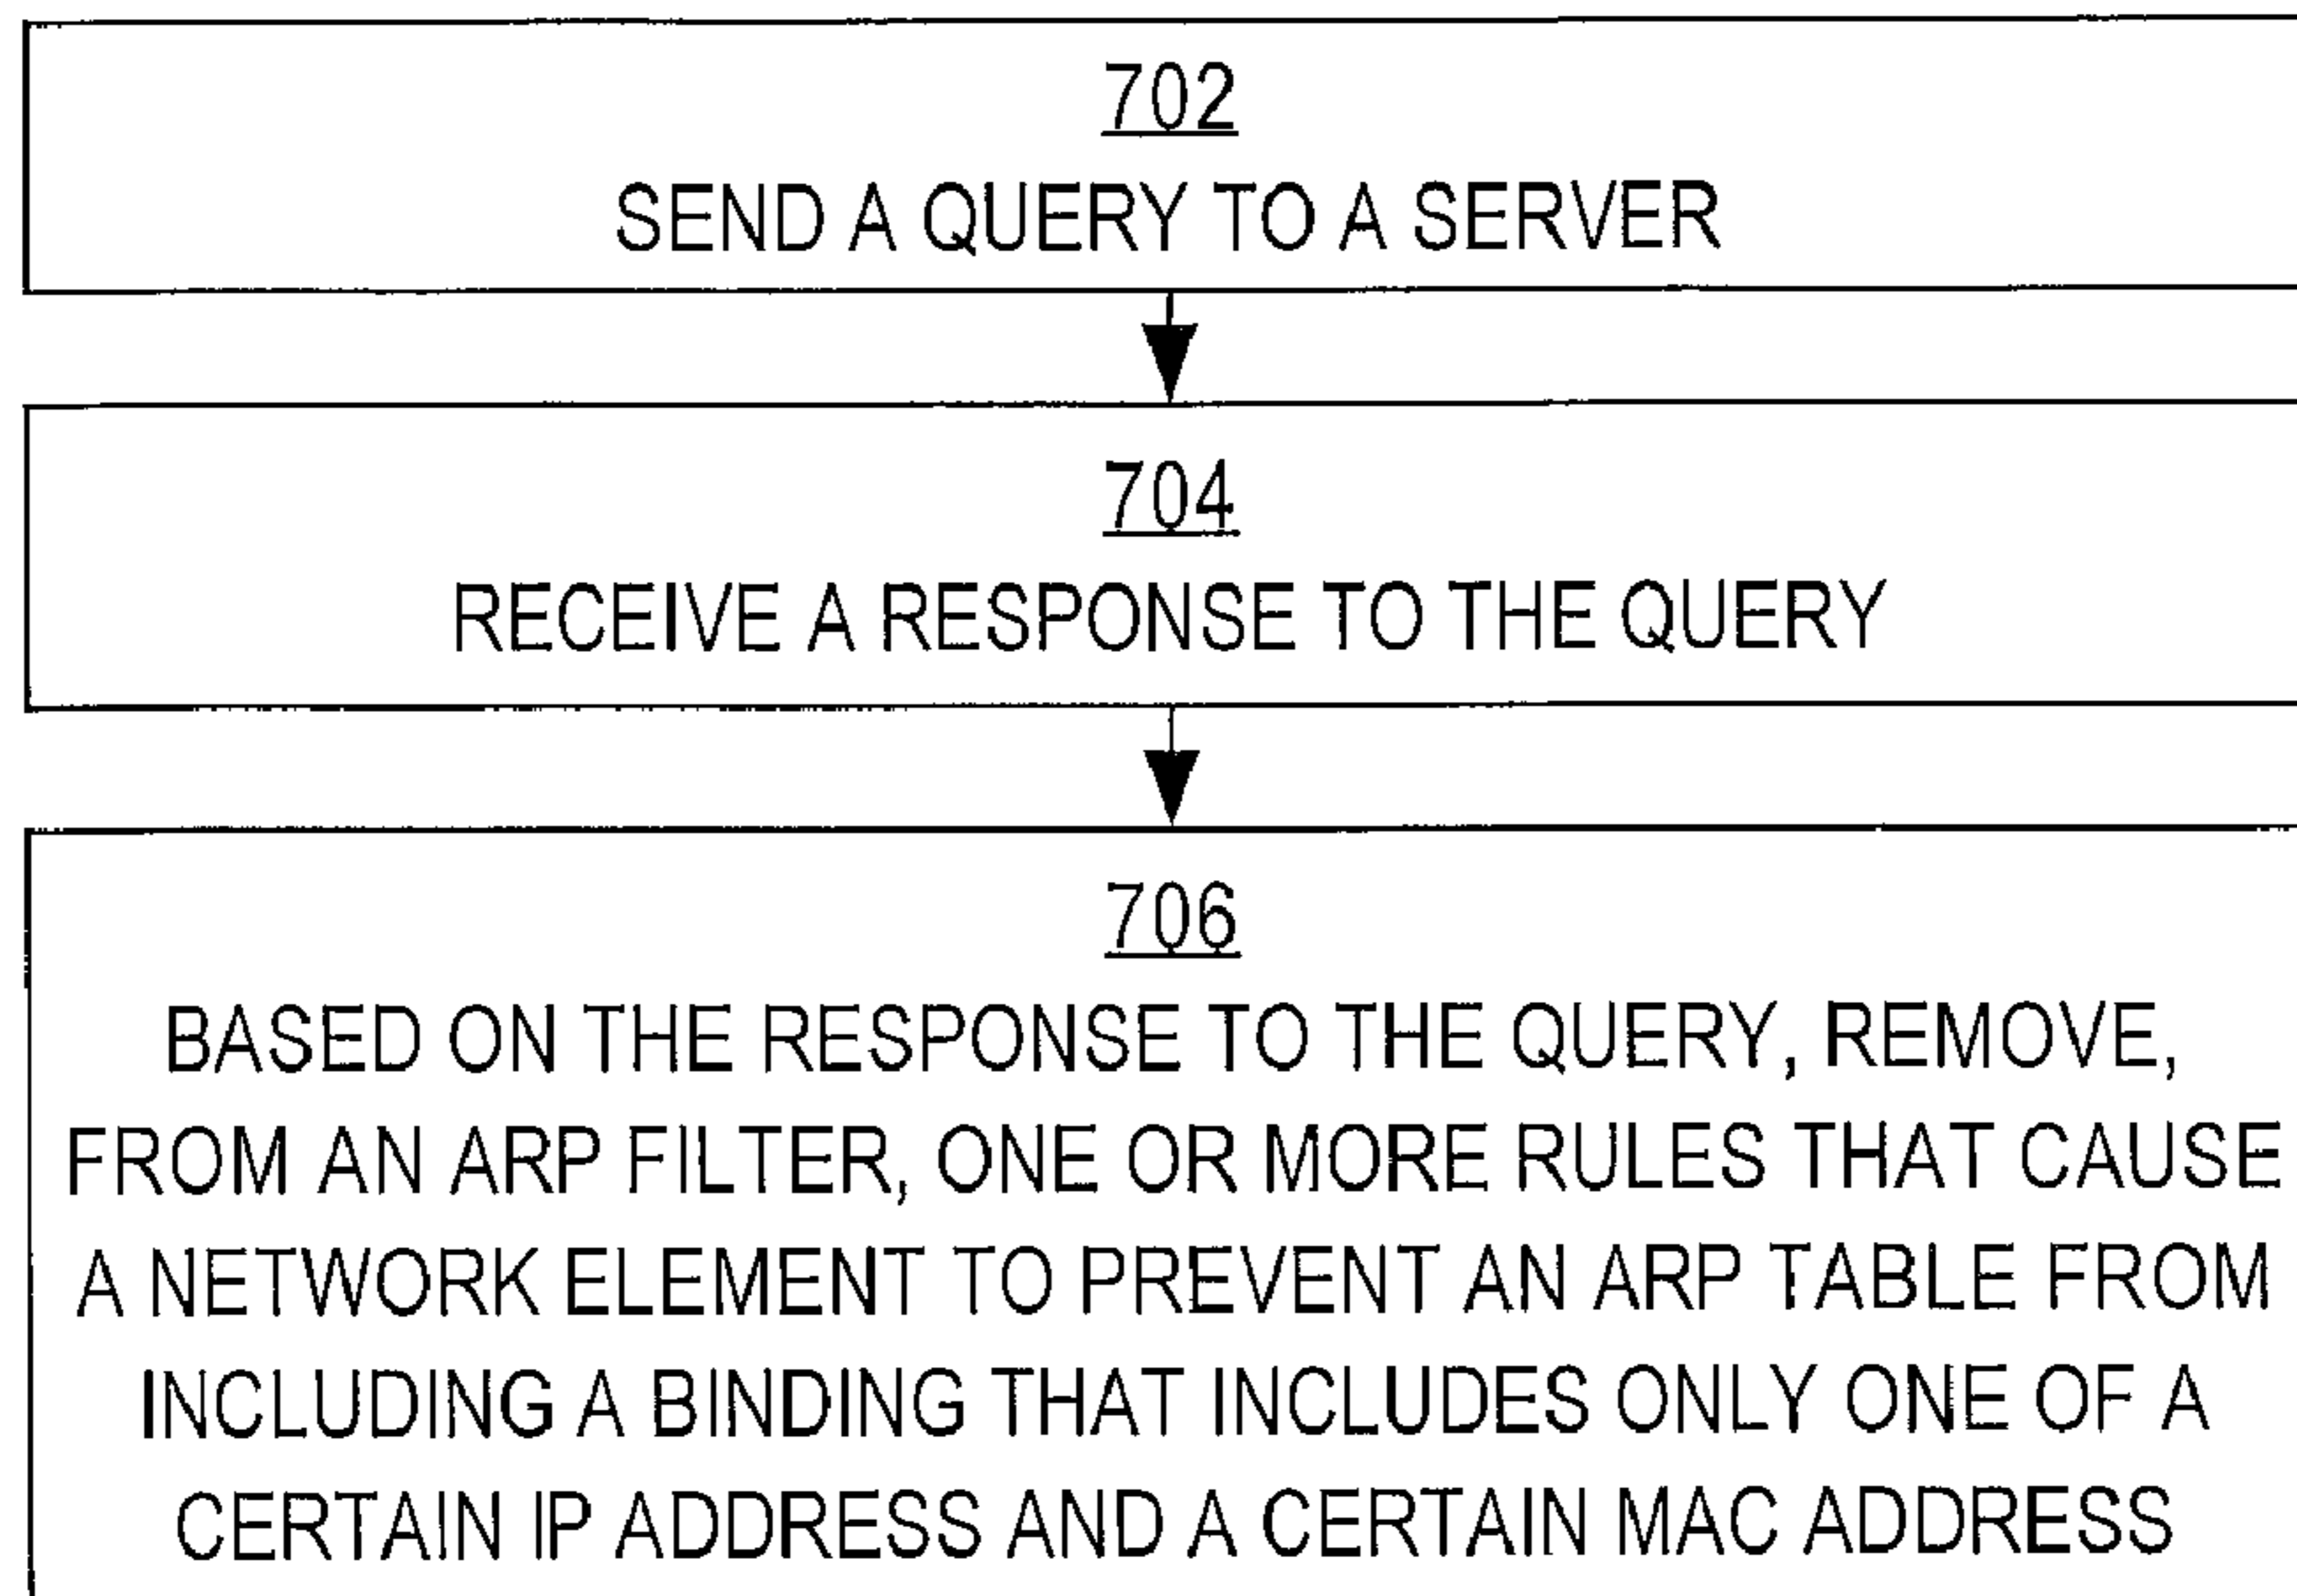 702
SEND A QUERY TO A SERVER
704
RECEIVE A RESPONSE TO THE QUERY
706
BASED ON THE RESPONSE TO THE QUERY, REMOVE,
FROM AN ARP FILTER, ONE OR MORE RULES THAT CAUSE
A NETWORK ELEMENT TO PREVENT AN ARP TABLE FROM
INCLUDING A BINDING THAT INCLUDES ONLY ONE OF A
CERTAIN IP ADDRESS AND A CERTAIN MAC ADDRESS